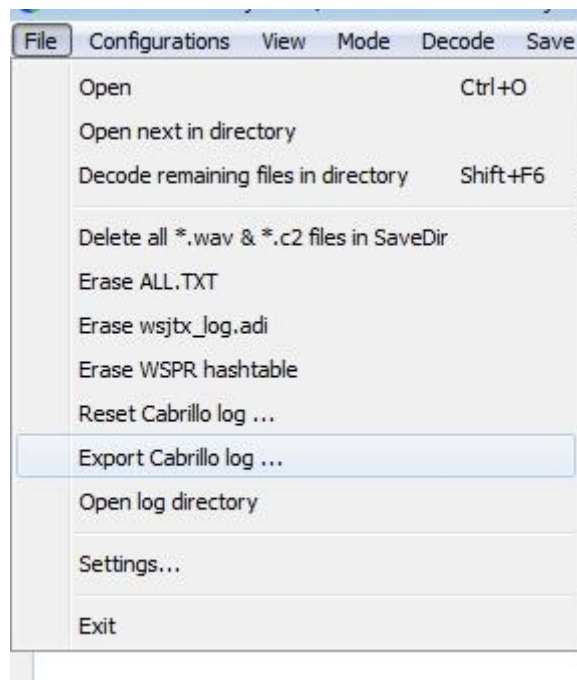 File Configurations View Mode Decode Save
Open Ctrl+O
Open next in directory
Decode remaining files in directory Shift+F6
Delete all *.wav & *.c2 files in SaveDir
Erase ALL.TXT
Erase wsjtx_log.adi
Erase WSPR hashtable
Reset Cabrillo log ...
Export Cabrillo log ...
Open log directory
Settings...
Exit